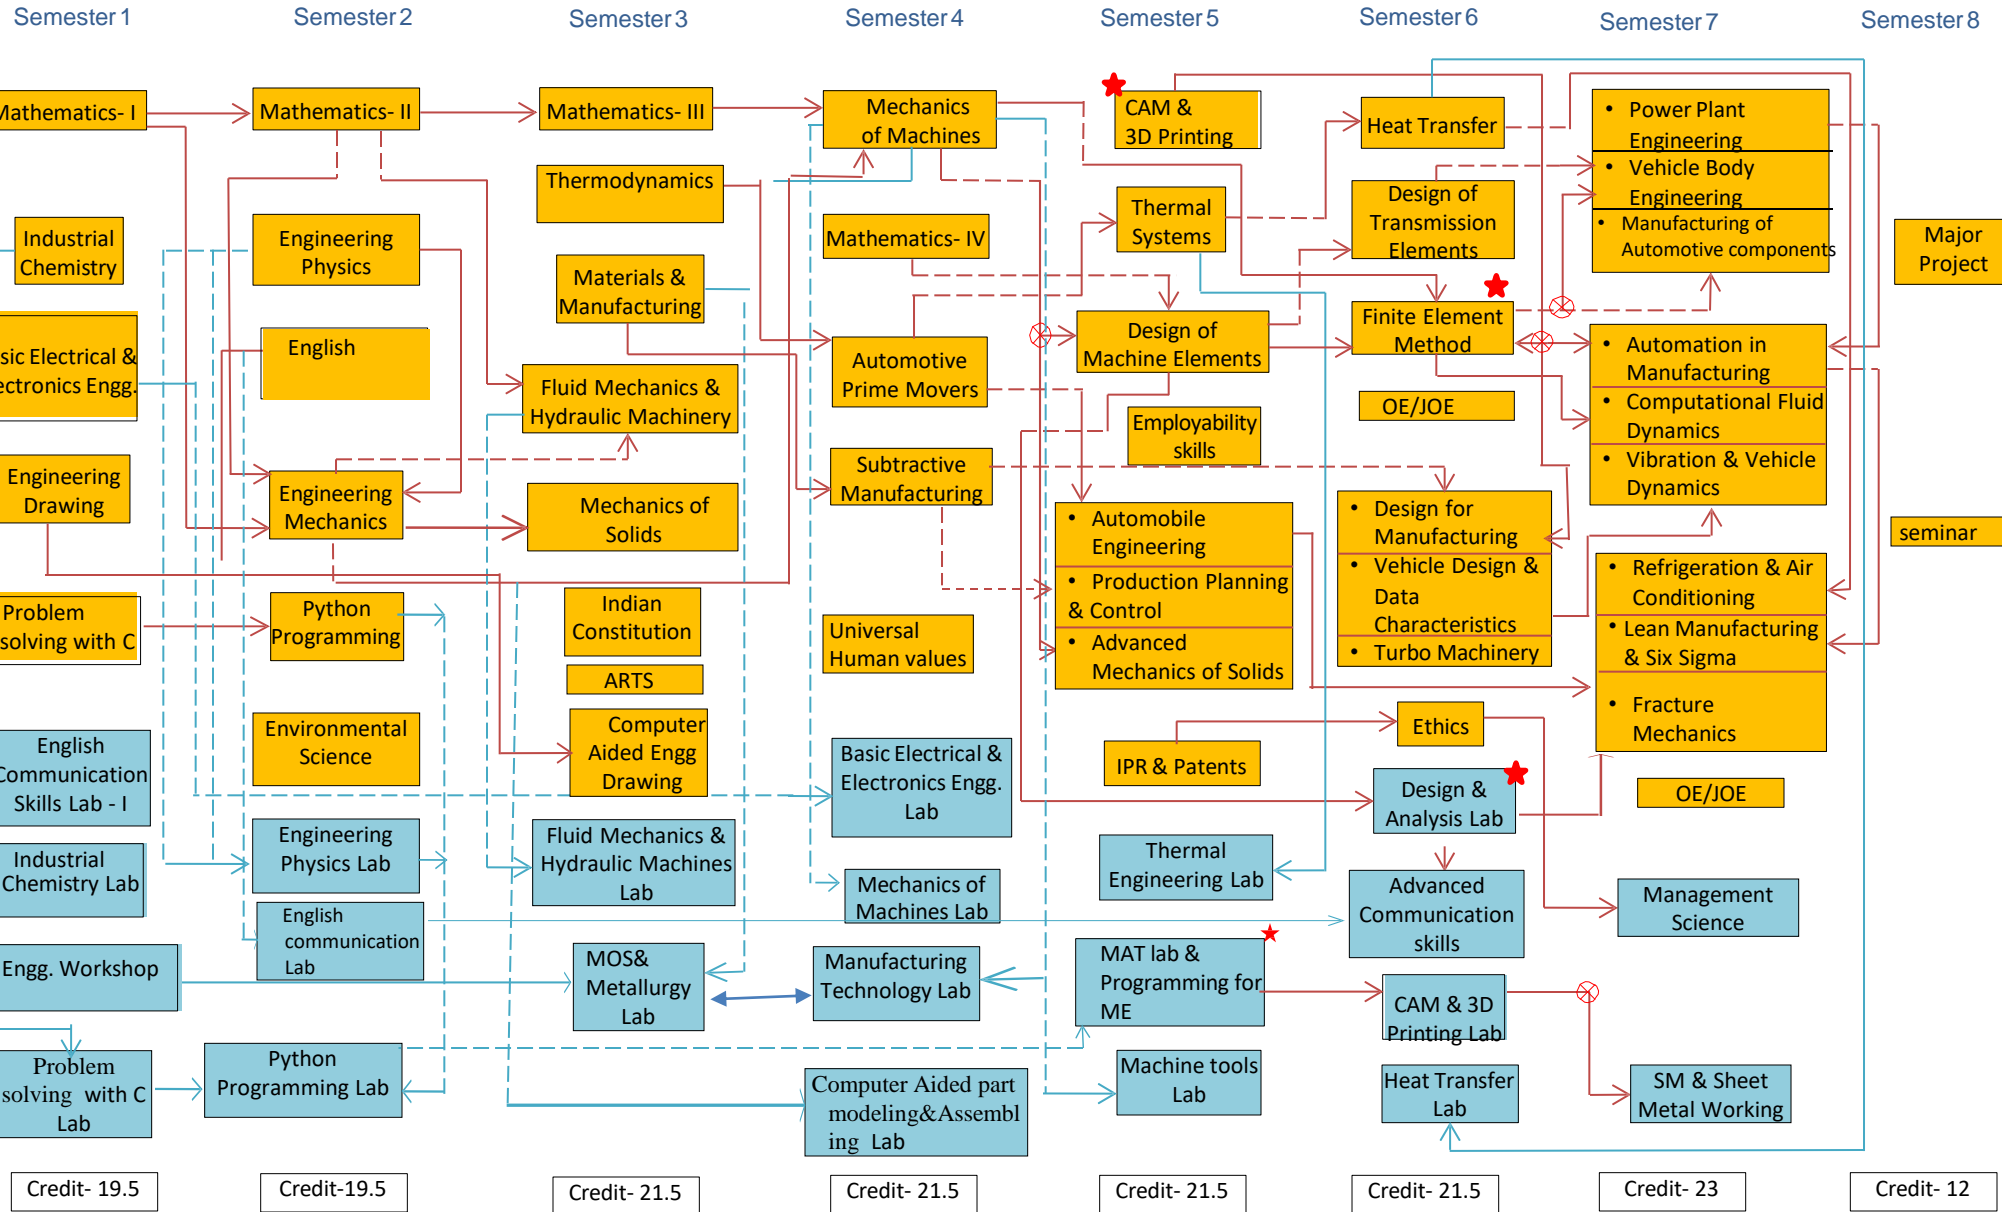 Semester 1
Semester 2
Semester 3
Semester 4
Semester 5
Semester 6
Semester 7
Semester 8
Mathematics- I
Industrial
Chemistry
Electrical &
Engg.
Engineering
Drawing
Problem
solving with C
English
Communication
Skills Lab - I
Industrial
Chemistry Lab
Engg. Workshop
Problem
solving with C
Lab
Credit- 19.5
Mathematics- II
Engineering
Physics
English
Engineering
Mechanics
Python
Programming
Environmental
Science
Engineering
Physics Lab
English
communication
Lab
Python
Programming Lab
Credit-19.5
Mathematics- III
Thermodynamics
Materials &
Manufacturing
Fluid Mechanics &
Hydraulic Machinery
Mechanics of
Solids
Indian
Constitution
ARTS
Computer
Aided Engg
Drawing
Fluid Mechanics &
Hydraulic Machines
Lab
MOS&
Metallurgy
Lab
Credit- 21.5
Mechanics
of Machines
Mathematics- IV
Automotive
Prime Movers
Subtractive
Manufacturing
Universal
Human values
Basic Electrical &
Electronics Engg.
Lab
Mechanics of
Machines Lab
Manufacturing
Technology Lab
Computer Aided part
modeling&Assembl
ing Lab
Credit- 21.5
CAM &
3D Printing
Thermal
Systems
Design of
Machine Elements
Employability
skills
• Automobile
Engineering
• Production Planning
& Control
• Advanced
Mechanics of Solids
IPR & Patents
Thermal
Engineering Lab
MAT lab &
Programming for
ME
Machine tools
Lab
Credit- 21.5
Heat Transfer
Design of
Transmission
Elements
Finite Element
Method
OE/JOE
• Design for
Manufacturing
• Vehicle Design &
Data
Characteristics
• Turbo Machinery
Ethics
Design &
Analysis Lab
Advanced
Communication
skills
CAM & 3D
Printing Lab
Heat Transfer
Lab
Credit- 21.5
• Power Plant
Engineering
• Vehicle Body
Engineering
• Manufacturing of
Automotive components
• Automation in
Manufacturing
• Computational Fluid
Dynamics
• Vibration & Vehicle
Dynamics
• Refrigeration & Air
Conditioning
• Lean Manufacturing
& Six Sigma
• Fracture
Mechanics
OE/JOE
Management
Science
SM & Sheet
Metal Working
Credit- 23
Major
Project
seminar
Credit- 12